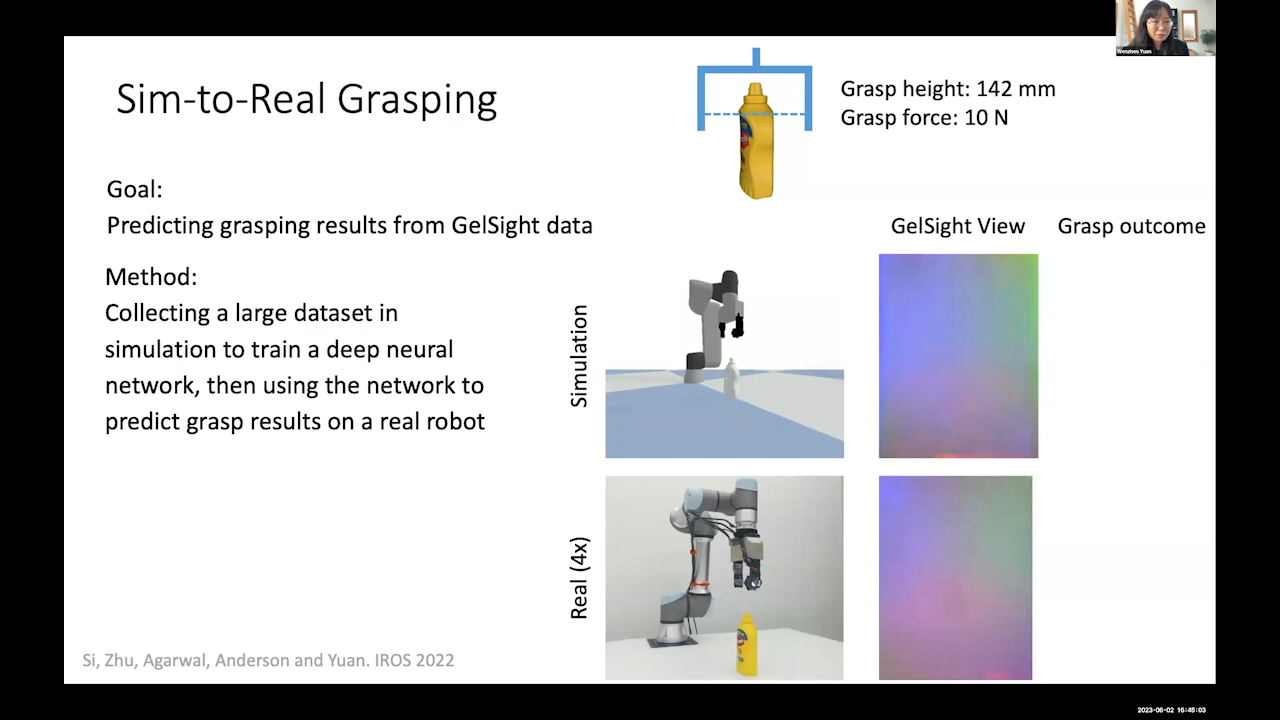 Wenzhen Yuan
Sim-to-Real Grasping
Grasp height: 142 mm
Grasp force: 10 N
Goal:
Predicting grasping results from GelSight data
Method:
Collecting a large dataset in
simulation to train a deep neural
network, then using the network to
predict grasp results on a real robot
GelSight View
Grasp outcome
Simulation
Real (4x)
Si, Zhu, Agarwal, Anderson and Yuan. IROS 2022
2023-06-02 16:45:03